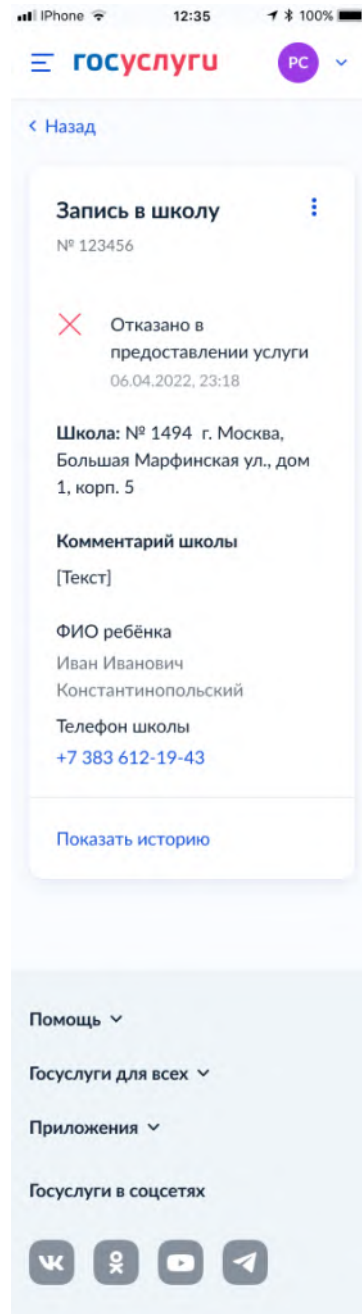 IPhone 12:35 100%
госуслуги РС
Назад
Запись в школу
№ 123456
Отказано в
предоставлении услуги
06.04.2022, 23:18
Школа: № 1494 г. Москва,
Большая Марфинская ул., дом
1, корп. 5
Комментарий школы
[Текст]
ФИО ребёнка
Иван Иванович
Константинопольский
Телефон школы
+7 383 612-19-43
Показать историю
Помощь
Госуслуги для всех
Приложения
Госуслуги в соцсетях